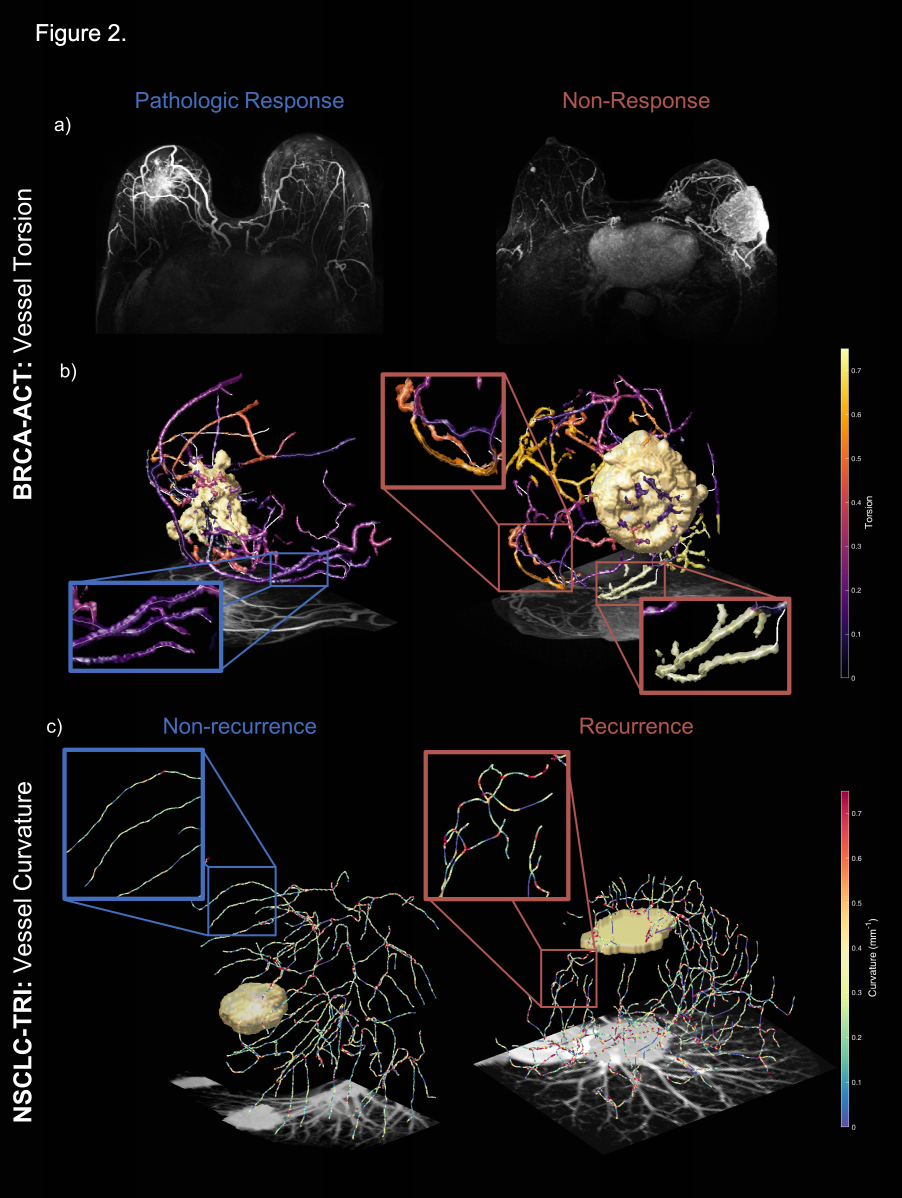 Figure 2.
Pathologic Response
Non-Response
a)
BRCA-ACT: Vessel Torsion
b)
0.7
0.6
0.5
0.4
0.3
0.2
0.1
0
Torsion
c)
Non-recurrence
Recurrence
NSCLC-TRI: Vessel Curvature
0.7
0.6
0.5
0.4
0.3
0.2
0.1
0
Curvature (mm⁻¹)